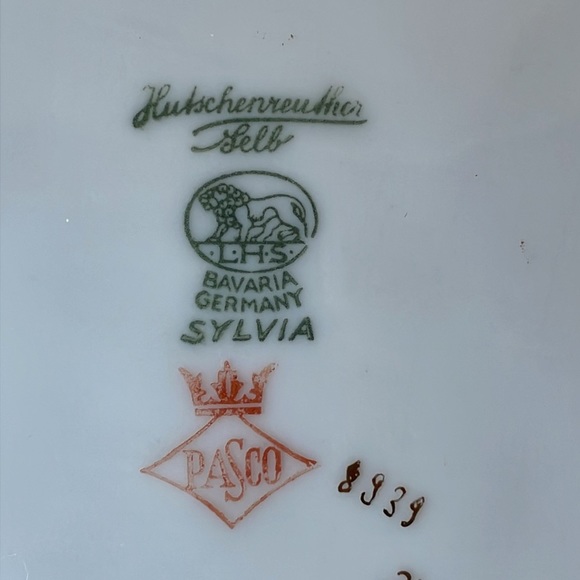 Hutschenreuther
Selb
L·H·S
BAVARIA
GERMANY
SYLVIA
PASCO
8939